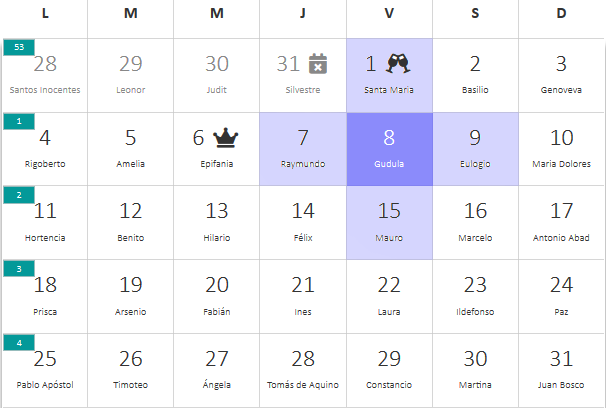 L M M J V S D
53
28 29 30 31 1 2 3
Santos Inocentes Leonor Judit Silvestre Santa Maria Basilio Genoveva
1
4 5 6 7 8 9 10
Rigoberto Amelia Epifania Raymundo Gudula Eulogio Maria Dolores
2
11 12 13 14 15 16 17
Hortencia Benito Hilario Félix Mauro Marcelo Antonio Abad
3
18 19 20 21 22 23 24
Prisca Arsenio Fabián Ines Laura Ildefonso Paz
4
25 26 27 28 29 30 31
Pablo Apóstol Timoteo Ángela Tomás de Aquino Constancio Martina Juan Bosco